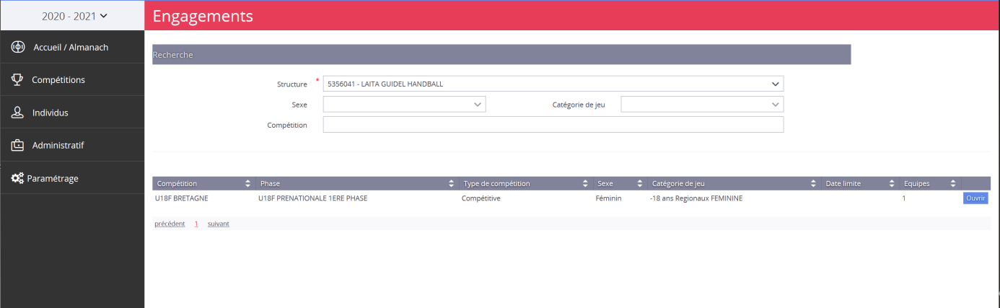 2020 - 2021
Engagements
Accueil / Almanach
Compétitions
Individus
Administratif
Paramétrage
Recherche
Structure * 5356041 - LAITA GUIDEL HANDBALL
Sexe Catégorie de jeu
Compétition
Compétition Phase Type de compétition Sexe Catégorie de jeu Date limite Equipes
U18F BRETAGNE U18F PRENATIONALE 1ERE PHASE Compétitive Féminin -18 ans Regionaux FEMININE 1 Ouvrir
précédent 1 suivant